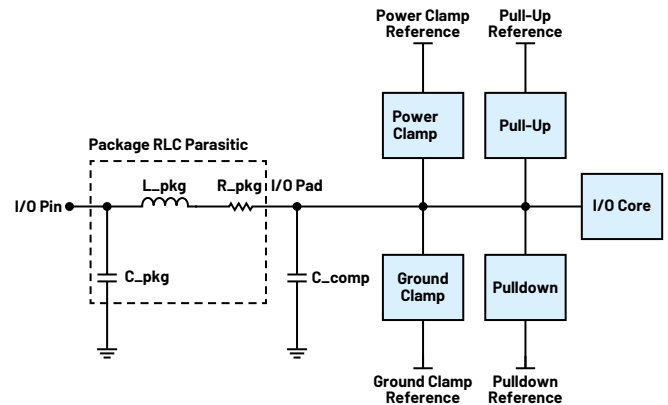 Power Clamp
Reference
Pull-Up
Reference
Power
Clamp
Pull-Up
Package RLC Parasitic
L_pkg
R_pkg
I/O Pad
I/O Pin
I/O Core
C_pkg
C_comp
Ground
Clamp
Pulldown
Ground Clamp
Reference
Pulldown
Reference